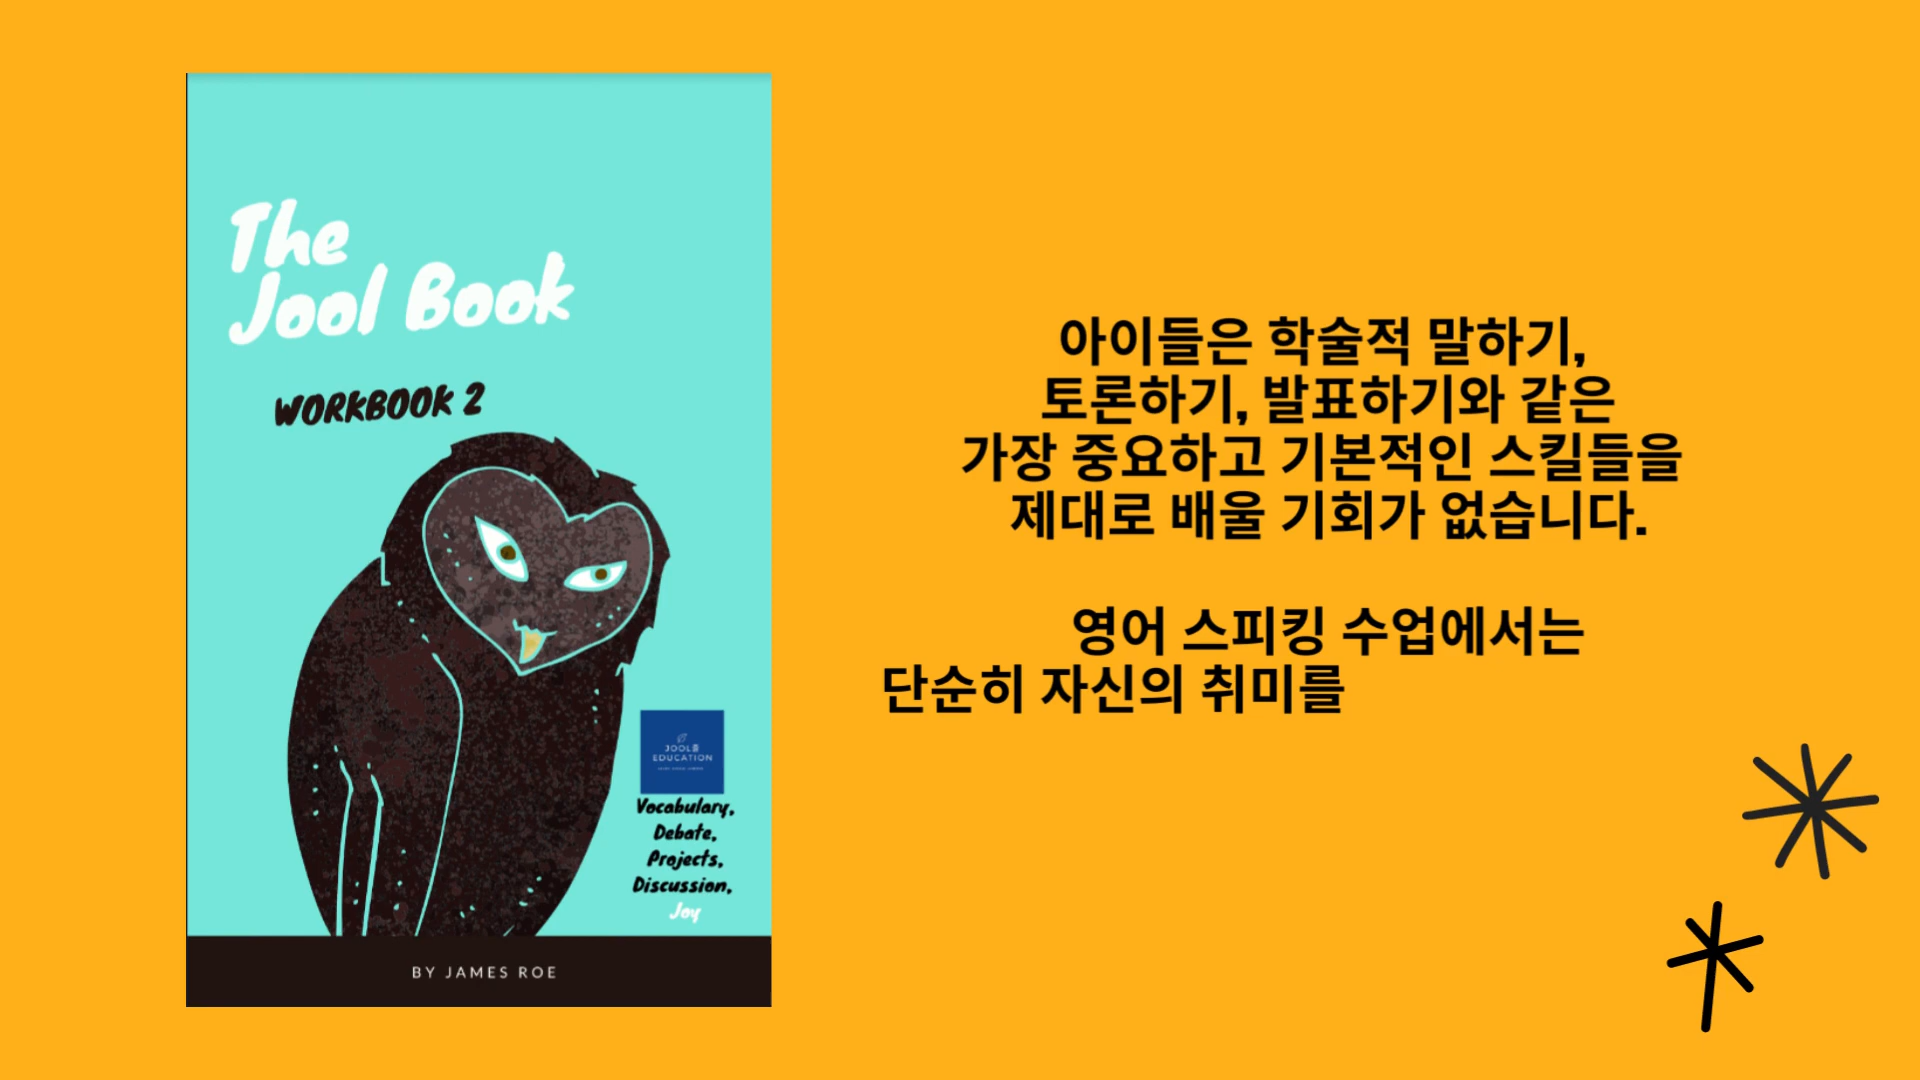 The
Jool Book
WORKBOOK 2
JOOL
EDUCATION
Vocabulary,
Debate,
Projects,
Discussion,
Joy
BY JAMES ROE
아이들은 학술적 말하기,
토론하기, 발표하기와 같은
가장 중요하고 기본적인 스킬들을
제대로 배울 기회가 없습니다.
영어 스피킹 수업에서는
단순히 자신의 취미를